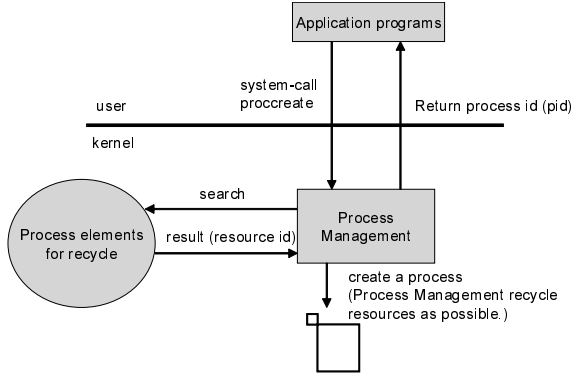 Application programs
system-call
proccreate
user
Return process id (pid)
kernel
search
Process elements
for recycle
result (resource id)
Process
Management
create a process
(Process Management recycle
resources as possible.)